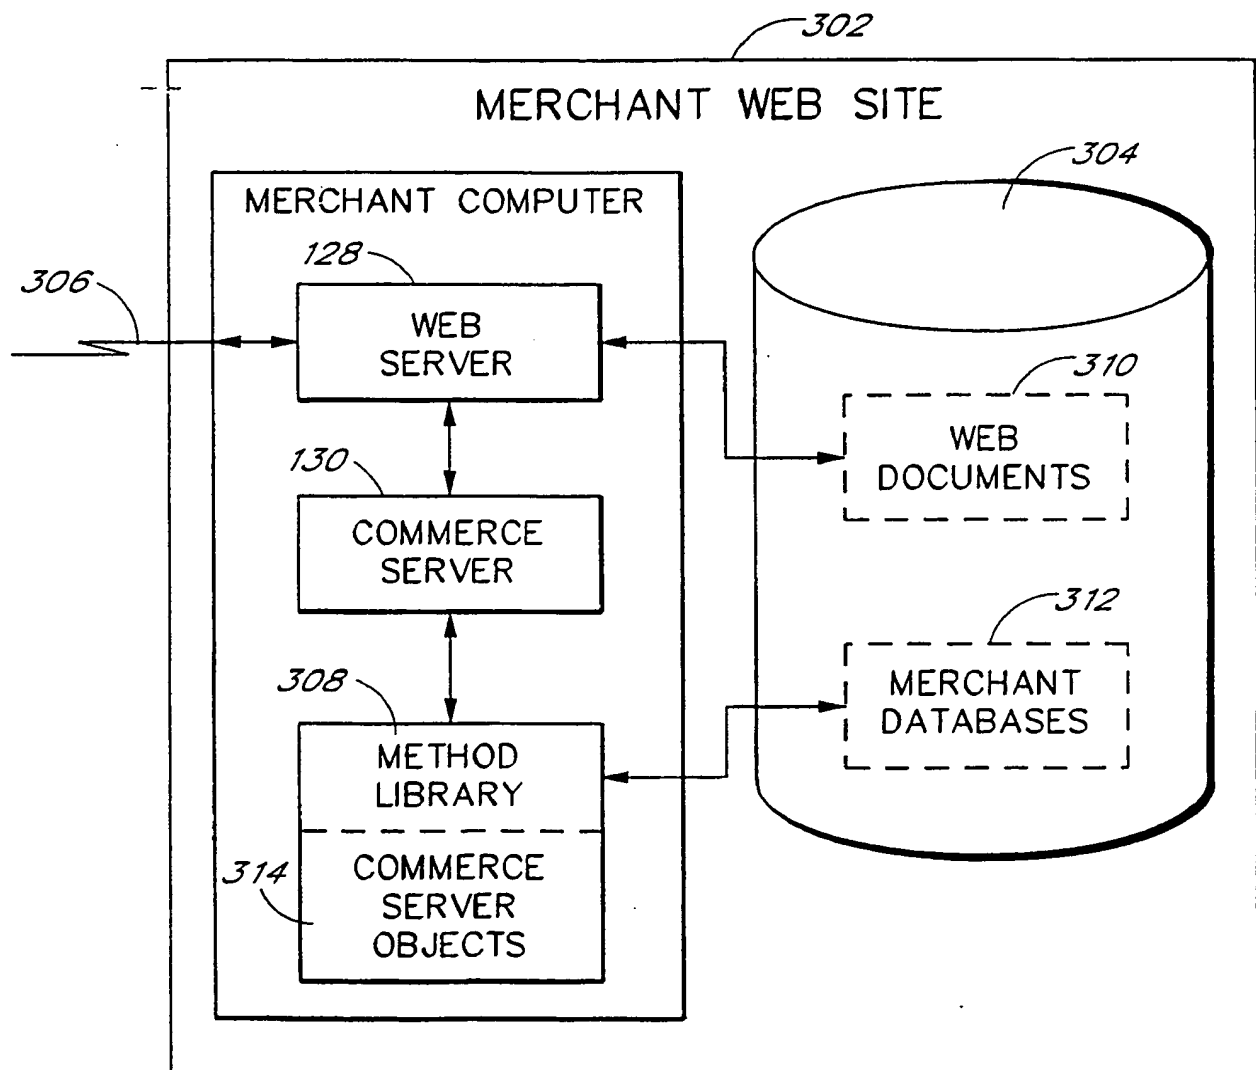 302
MERCHANT WEB SITE
304
MERCHANT COMPUTER
128
306
WEB
SERVER
310
WEB
DOCUMENTS
130
COMMERCE
SERVER
312
308
MERCHANT
DATABASES
METHOD
LIBRARY
314
COMMERCE
SERVER
OBJECTS